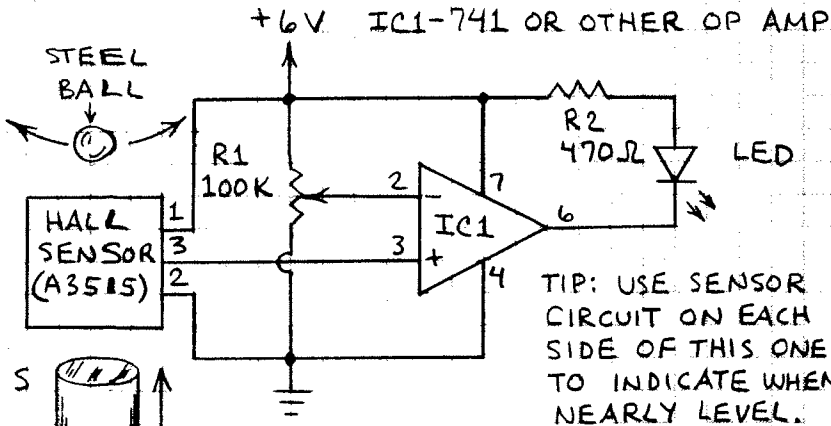 +6V IC1-741 OR OTHER OP AMP
STEEL
BALL
R1
100K
R2
470Ω
LED
HALL
SENSOR
(A3515)
1
3
2
2
3
-
+
IC1
7
6
4
TIP: USE SENSOR
CIRCUIT ON EACH
SIDE OF THIS ONE
TO INDICATE WHEN
NEARLY LEVEL.
S